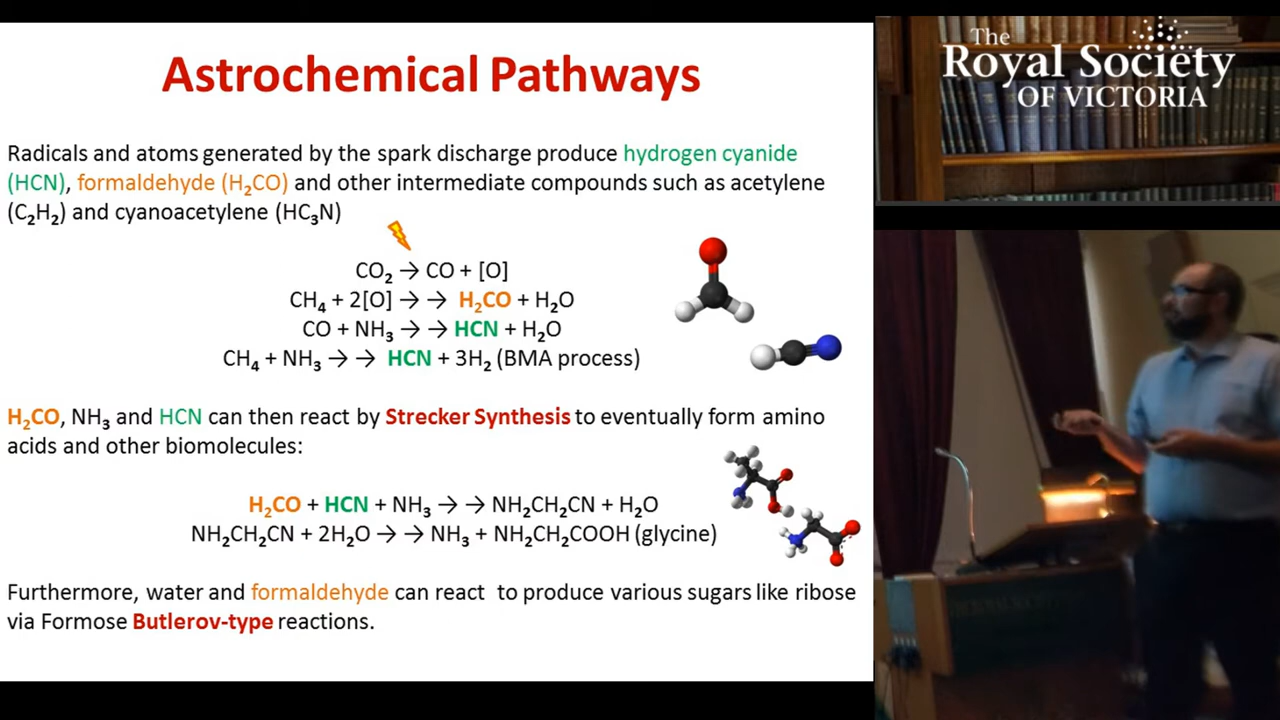 Astrochemical Pathways
Radicals and atoms generated by the spark discharge produce hydrogen cyanide
(HCN), formaldehyde (H₂CO) and other intermediate compounds such as acetylene
(C₂H₂) and cyanoacetylene (HC₃N)
CO₂ → CO + [O]
CH₄ + 2[O] → → H₂CO + H₂O
CO + NH₃ → → HCN + H₂O
CH₄ + NH₃ → → HCN + 3H₂ (BMA process)
H₂CO, NH₃ and HCN can then react by Strecker Synthesis to eventually form amino
acids and other biomolecules:
H₂CO + HCN + NH₃ → → NH₂CH₂CN + H₂O
NH₂CH₂CN + 2H₂O → → NH₃ + NH₂CH₂COOH (glycine)
Furthermore, water and formaldehyde can react to produce various sugars like ribose
via Formose Butlerov-type reactions.
The
Royal Society
OF VICTORIA